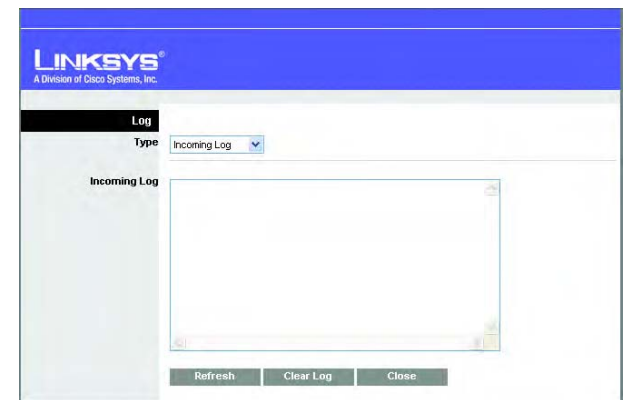 LINKSYS®
A Division of Cisco Systems, Inc.
Log
Type Incoming Log
Incoming Log
Refresh Clear Log Close